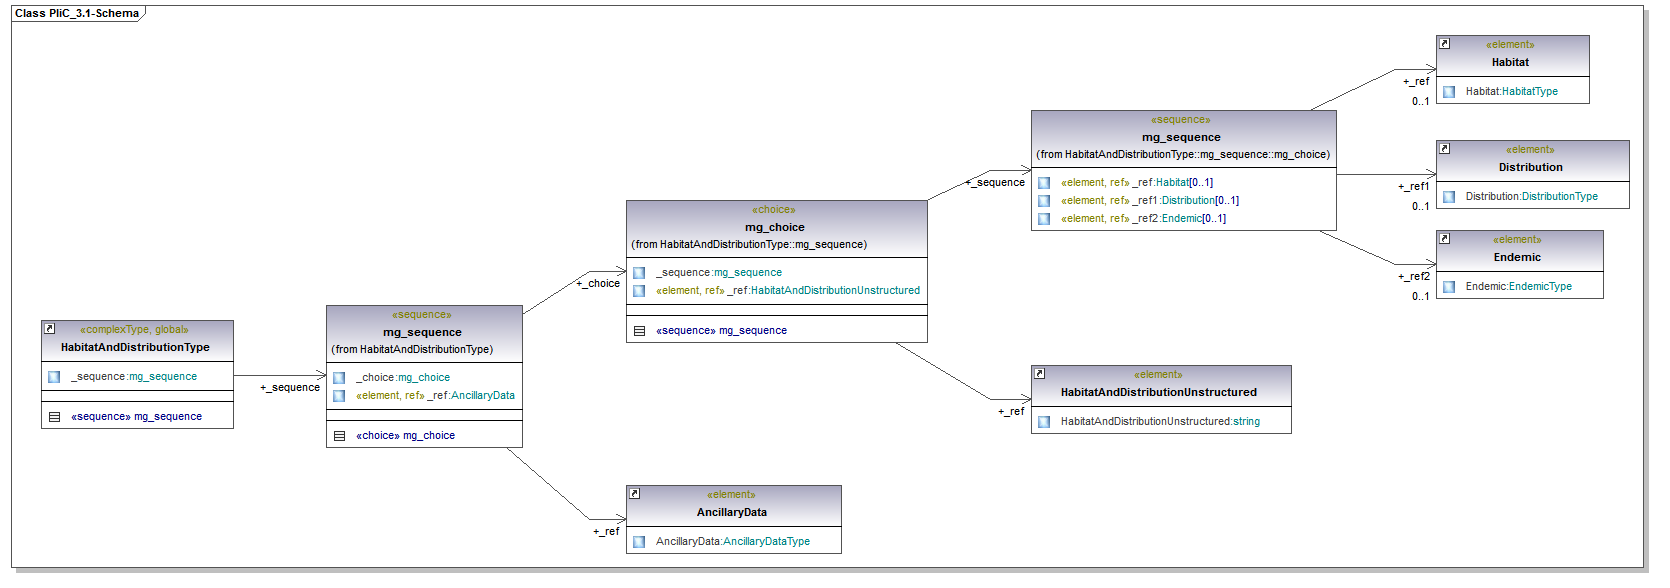 Class PliC_3.1-Schema
«complexType, global»
HabitatAndDistributionType
_sequence:mg_sequence
«sequence» mg_sequence
+_sequence
«sequence»
mg_sequence
(from HabitatAndDistributionType)
_choice:mg_choice
«element, ref» _ref:AncillaryData
«choice» mg_choice
+_choice
+_ref
«choice»
mg_choice
(from HabitatAndDistributionType::mg_sequence)
_sequence:mg_sequence
«element, ref» _ref:HabitatAndDistributionUnstructured
«sequence» mg_sequence
+_sequence
+_ref
«element»
AncillaryData
AncillaryData:AncillaryDataType
«sequence»
mg_sequence
(from HabitatAndDistributionType::mg_sequence::mg_choice)
«element, ref» _ref:Habitat[0..1]
«element, ref» _ref1:Distribution[0..1]
«element, ref» _ref2:Endemic[0..1]
«element»
HabitatAndDistributionUnstructured
HabitatAndDistributionUnstructured:string
+_ref
0..1
«element»
Habitat
Habitat:HabitatType
+_ref1
0..1
«element»
Distribution
Distribution:DistributionType
+_ref2
0..1
«element»
Endemic
Endemic:EndemicType